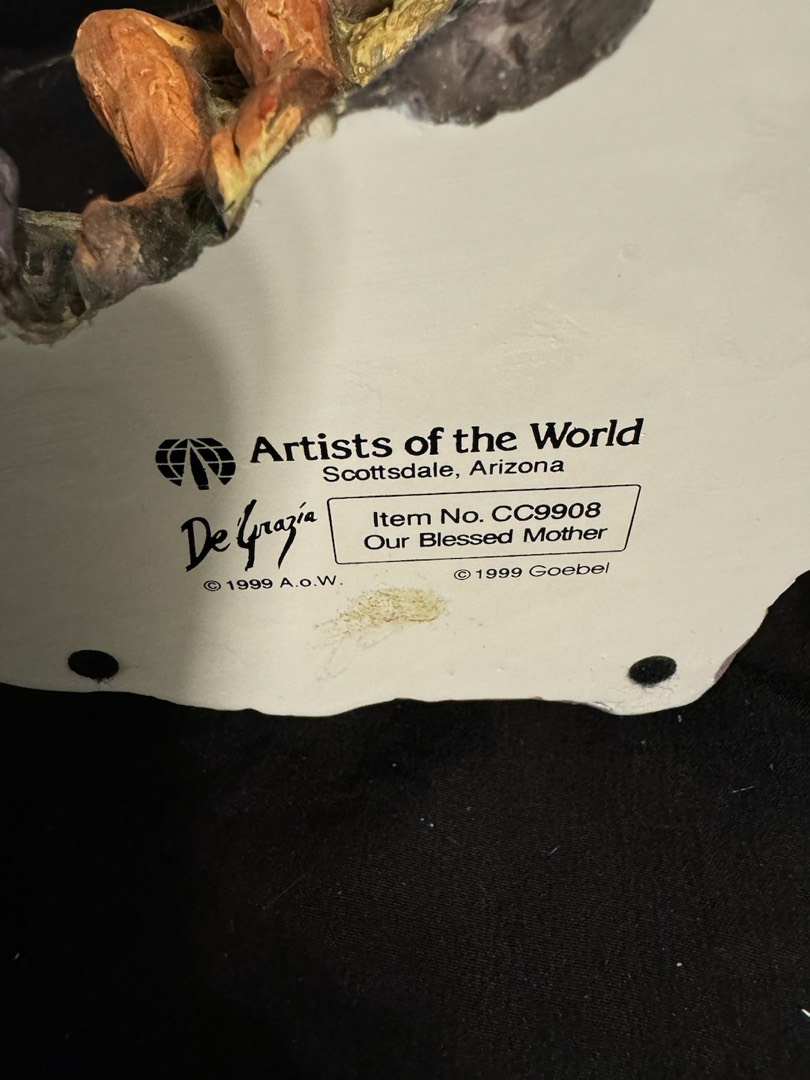 Artists of the World
Scottsdale, Arizona
De Grazia
Item No. CC9908
Our Blessed Mother
© 1999 A.o.W.
© 1999 Goebel